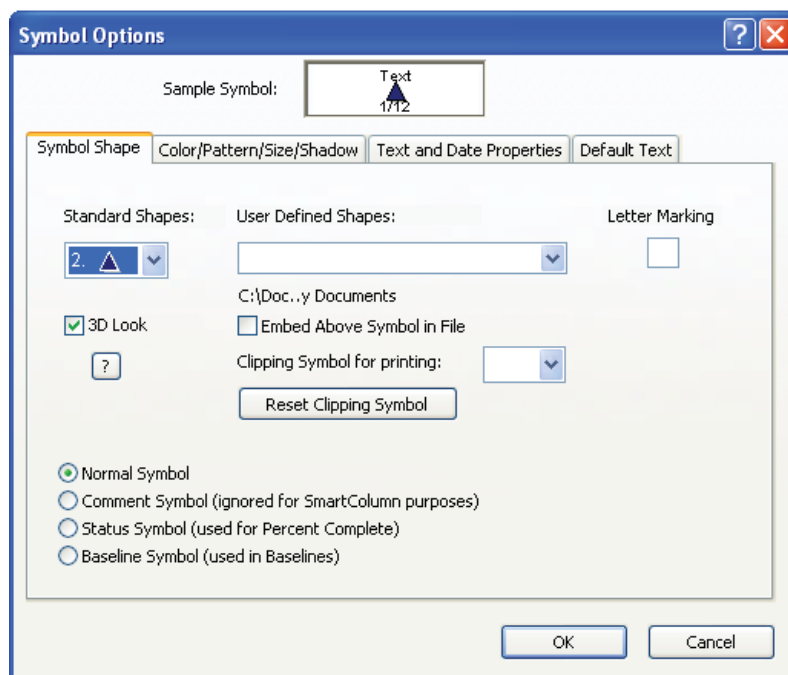 Symbol Options
?
Text
Sample Symbol:
1/12
Symbol Shape Color/Pattern/Size/Shadow Text and Date Properties Default Text
Standard Shapes: User Defined Shapes: Letter Marking
2.
C:\Doc..y Documents
3D Look Embed Above Symbol in File
? Clipping Symbol for printing:
Reset Clipping Symbol
Normal Symbol
Comment Symbol (ignored for SmartColumn purposes)
Status Symbol (used for Percent Complete)
Baseline Symbol (used in Baselines)
OK Cancel